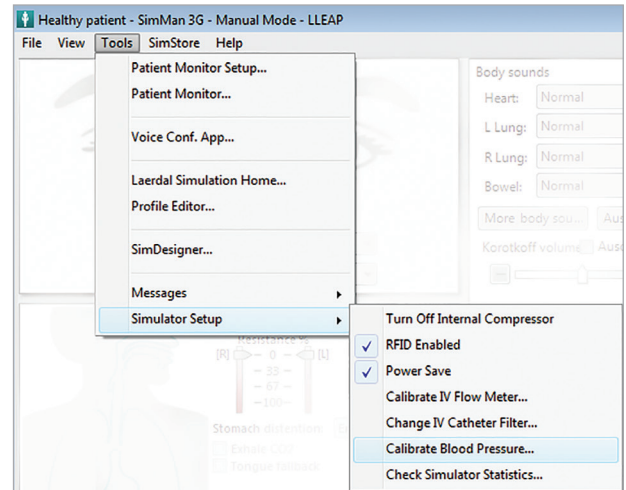 Healthy patient - SimMan 3G - Manual Mode - LLEAP
File View Tools SimStore Help
Patient Monitor Setup...
Patient Monitor...
Voice Conf. App...
Laerdal Simulation Home...
Profile Editor...
SimDesigner...
Messages
Simulator Setup
Body sounds
Heart: Normal
L Lung: Normal
R Lung: Normal
Bowel: Normal
More body sou...
Korotkoff volume
Turn Off Internal Compressor
RFID Enabled
Power Save
Calibrate IV Flow Meter...
Change IV Catheter Filter...
Calibrate Blood Pressure...
Check Simulator Statistics...
Resistance %
[R] 0 [L]
33
67
100
Stomach distention
Exhale CO2
Tongue fallback